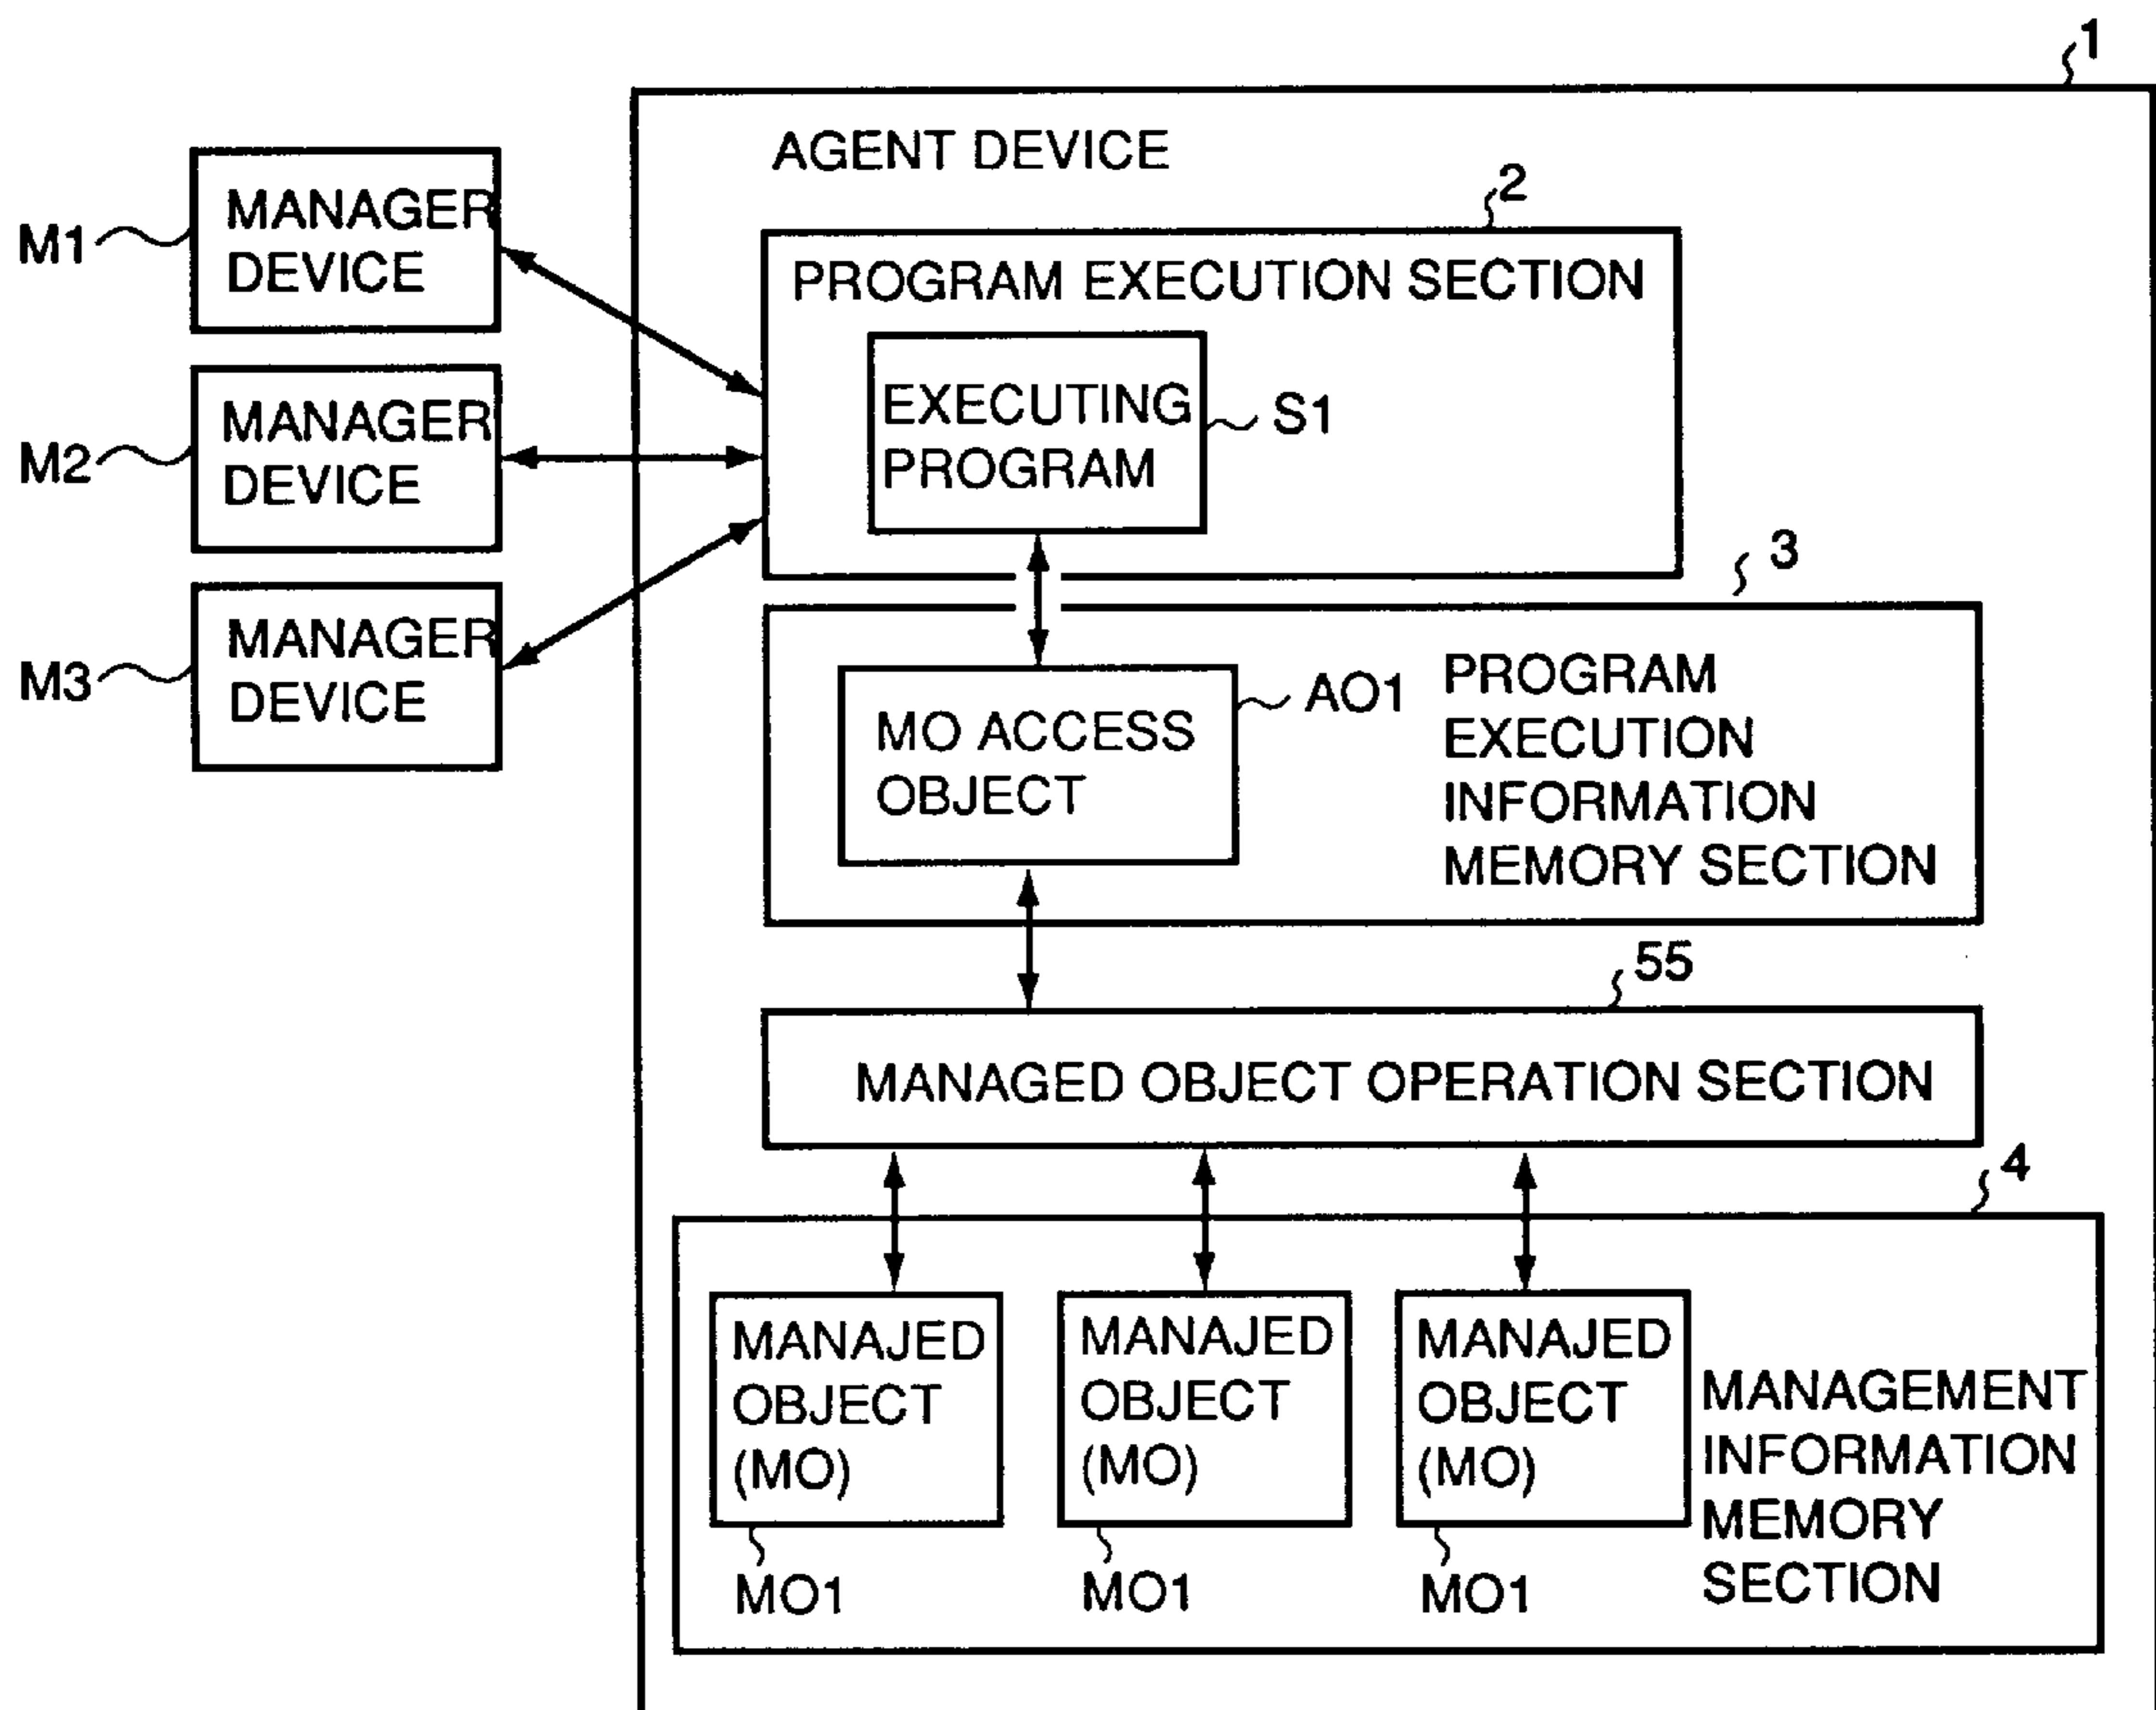 1
AGENT DEVICE
2
M1
MANAGER
DEVICE
PROGRAM EXECUTION SECTION
EXECUTING
PROGRAM
S1
M2
MANAGER
DEVICE
3
M3
MANAGER
DEVICE
MO ACCESS
OBJECT
AO1
PROGRAM
EXECUTION
INFORMATION
MEMORY SECTION
55
MANAGED OBJECT OPERATION SECTION
4
MANAJED
OBJECT
(MO)
MO1
MANAJED
OBJECT
(MO)
MO1
MANAJED
OBJECT
(MO)
MO1
MANAGEMENT
INFORMATION
MEMORY
SECTION